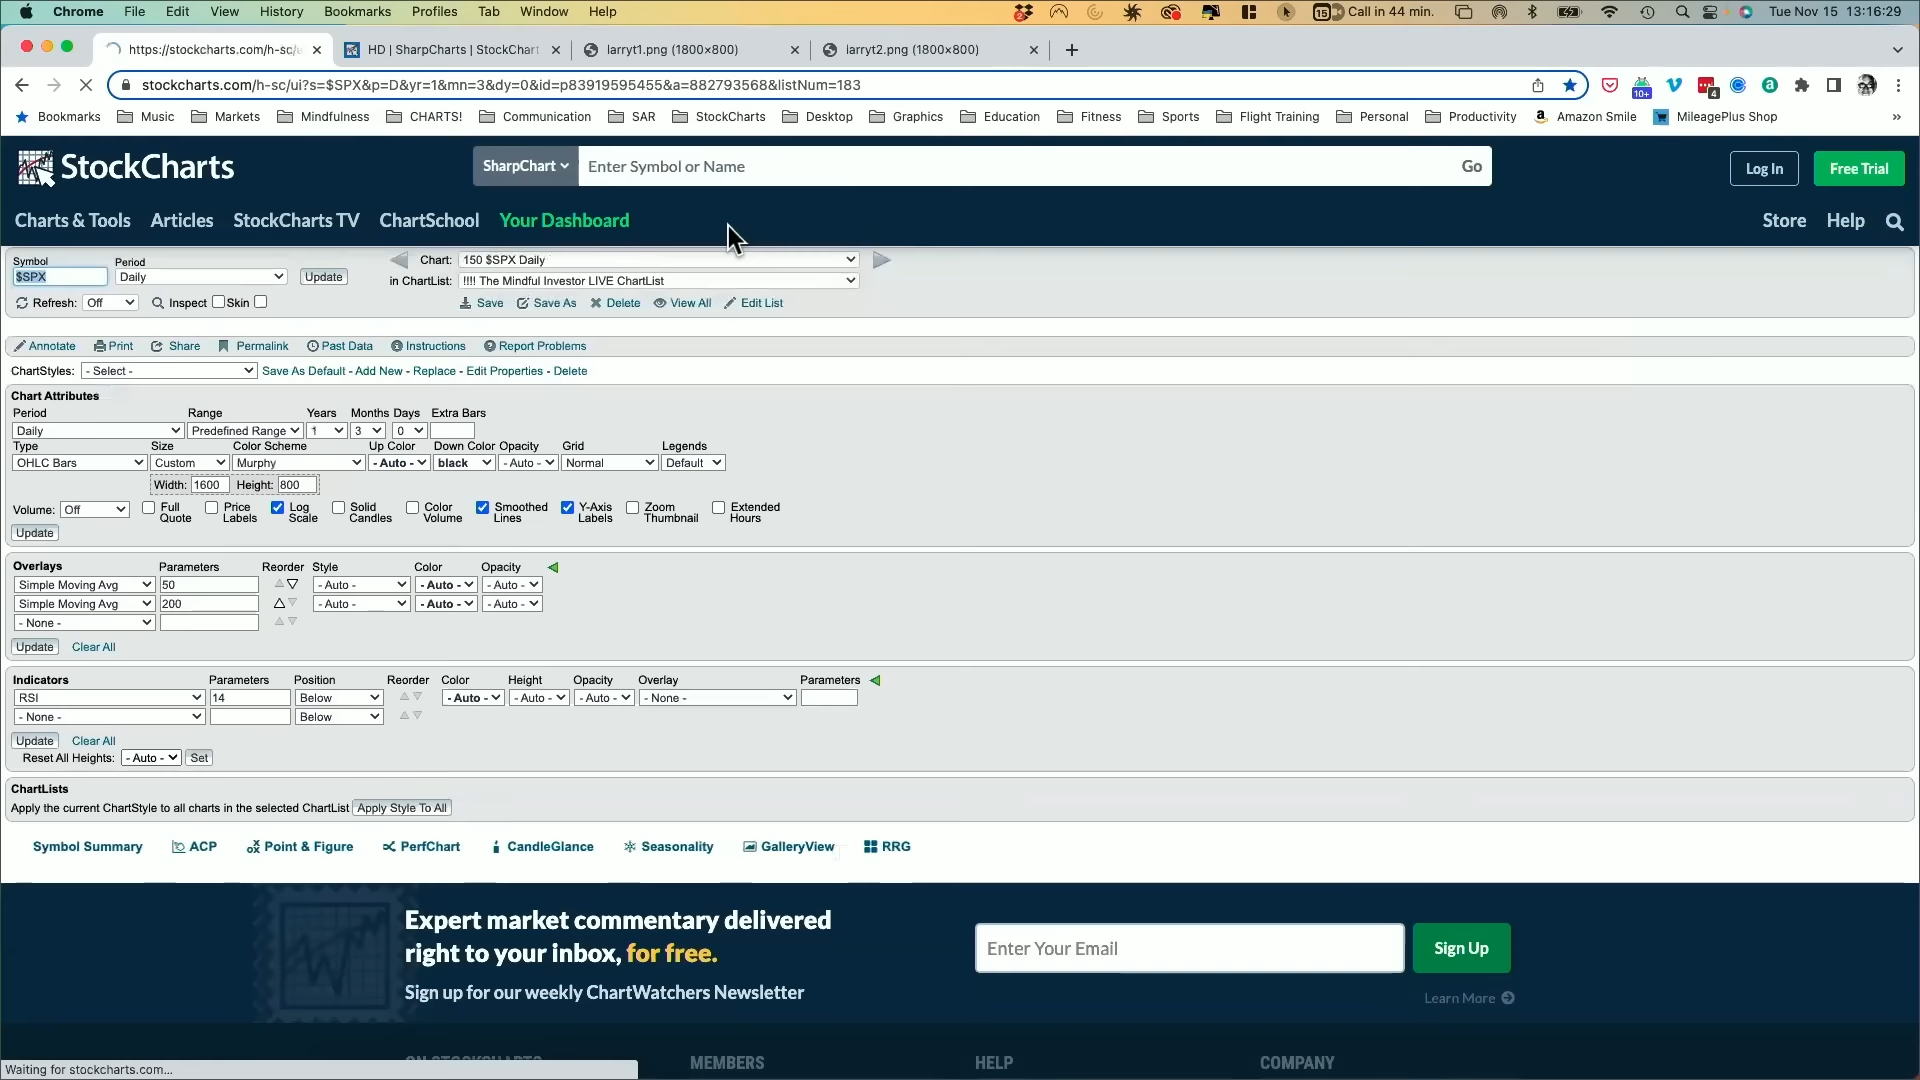 Chrome File Edit View History Bookmarks Profiles Tab Window Help 2 15 Call in 44 min. Tue Nov 15 13:16:29
https://stockcharts.com/h-sc/ HD | SharpCharts | StockChart larryt1.png (1800×800) larryt2.png (1800×800)
stockcharts.com/h-sc/ui?s=$SPX&p=D&yr=1&mn=3&dy=0&id=p83919595455&a=882793568&listNum=183 10+ 4
Bookmarks Music Markets Mindfulness CHARTS! Communication SAR StockCharts Desktop Graphics Education Fitness Sports Flight Training Personal Productivity Amazon Smile MileagePlus Shop »
StockCharts SharpChart Enter Symbol or Name Go Log In Free Trial
Charts & Tools Articles StockCharts TV ChartSchool Your Dashboard Store Help
Symbol Period Chart: 150 $SPX Daily
$SPX Daily Update in ChartList: !!!! The Mindful Investor LIVE ChartList
Refresh: Off Inspect Skin Save Save As Delete View All Edit List
Annotate Print Share Permalink Past Data Instructions Report Problems
ChartStyles: - Select - Save As Default - Add New - Replace - Edit Properties - Delete
Chart Attributes
Period Range Years Months Days Extra Bars
Daily Predefined Range 1 3 0
Type Size Color Scheme Up Color Down Color Opacity Grid Legends
OHLC Bars Custom Murphy - Auto - black - Auto - Normal Default
Width: 1600 Height: 800
Volume: Off Full Quote Price Labels Log Scale Solid Candles Color Volume Smoothed Lines Y-Axis Labels Zoom Thumbnail Extended Hours
Update
Overlays Parameters Reorder Style Color Opacity
Simple Moving Avg 50 - Auto - - Auto - - Auto -
Simple Moving Avg 200 - Auto - - Auto - - Auto -
- None -
Update Clear All
Indicators Parameters Position Reorder Color Height Opacity Overlay Parameters
RSI 14 Below - Auto - - Auto - - Auto - - None -
- None - Below
Update Clear All
Reset All Heights: - Auto - Set
ChartLists
Apply the current ChartStyle to all charts in the selected ChartList Apply Style To All
Symbol Summary ACP Point & Figure PerfChart CandleGlance Seasonality GalleryView RRG
Expert market commentary delivered
right to your inbox, for free.
Enter Your Email Sign Up
Sign up for our weekly ChartWatchers Newsletter
Learn More
MEMBERS HELP COMPANY
Waiting for stockcharts.com...